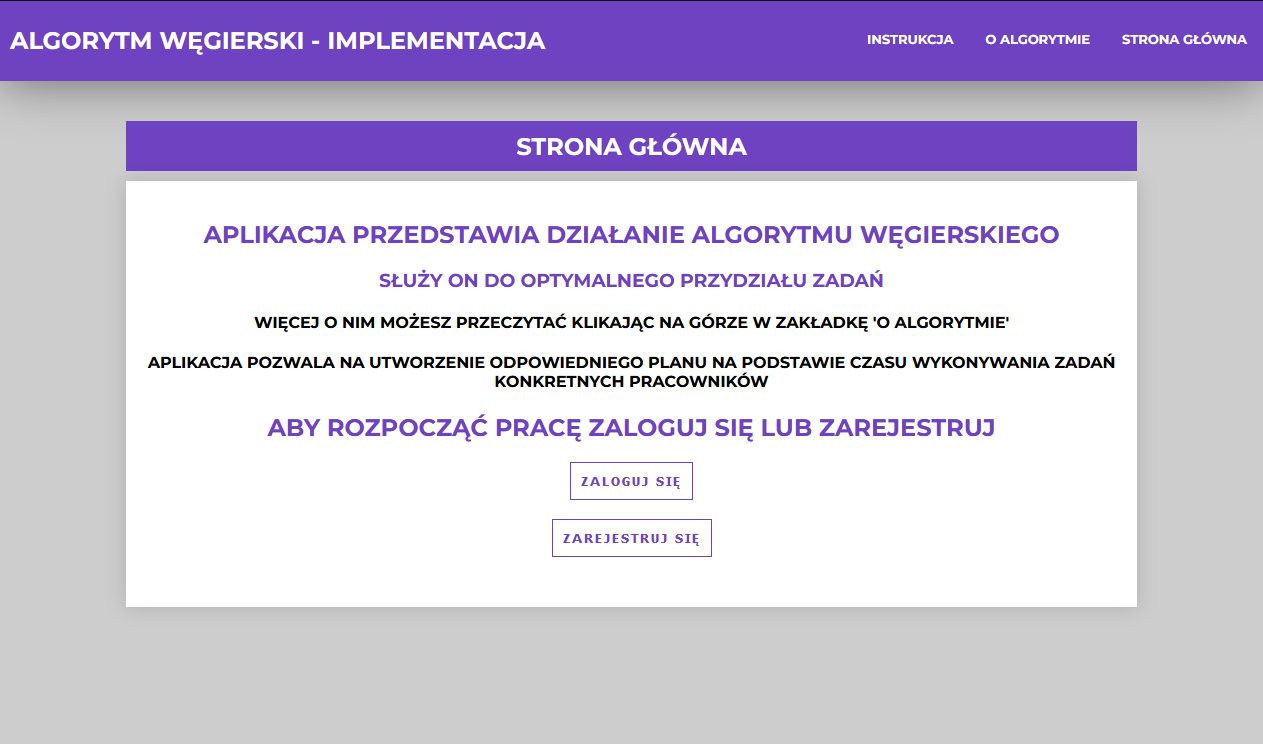 ALGORYTM WĘGIERSKI - IMPLEMENTACJA
INSTRUKCJA
O ALGORYTMIE
STRONA GŁÓWNA
STRONA GŁÓWNA
APLIKACJA PRZEDSTAWIA DZIAŁANIE ALGORYTMU WĘGIERSKIEGO
SŁUŻY ON DO OPTYMALNEGO PRZYDZIAŁU ZADAŃ
WIĘCEJ O NIM MOŻESZ PRZECZYTAĆ KLIKAJĄC NA GÓRZE W ZAKŁADKĘ 'O ALGORYTMIE'
APLIKACJA POZWALA NA UTWORZENIE ODPOWIEDNIEGO PLANU NA PODSTAWIE CZASU WYKONYWANIA ZADAŃ
KONKRETNYCH PRACOWNIKÓW
ABY ROZPOCZĄĆ PRACĘ ZALOGUJ SIĘ LUB ZAREJESTRUJ
ZALOGUJ SIĘ
ZAREJESTRUJ SIĘ